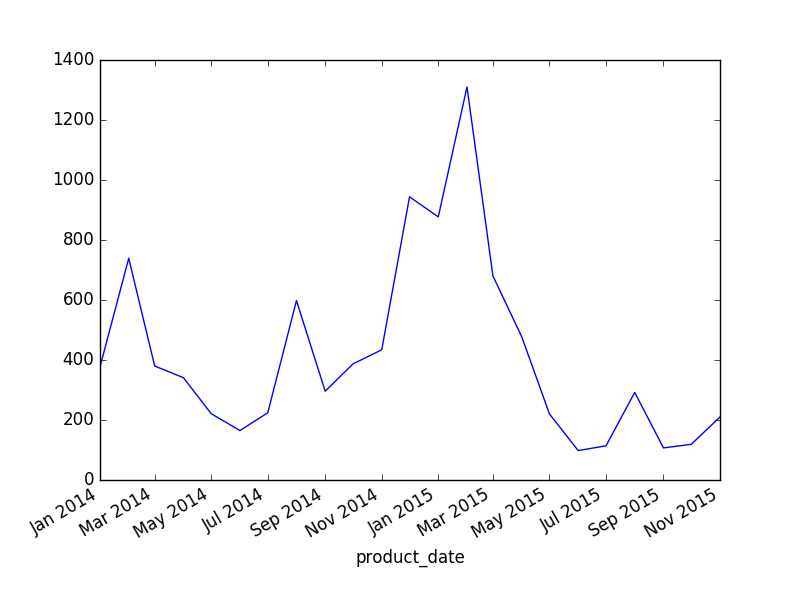 1400
1200
1000
800
600
400
200
0
Jan 2014
Mar 2014
May 2014
Jul 2014
Sep 2014
Nov 2014
Jan 2015
Mar 2015
May 2015
Jul 2015
Sep 2015
Nov 2015
product_date